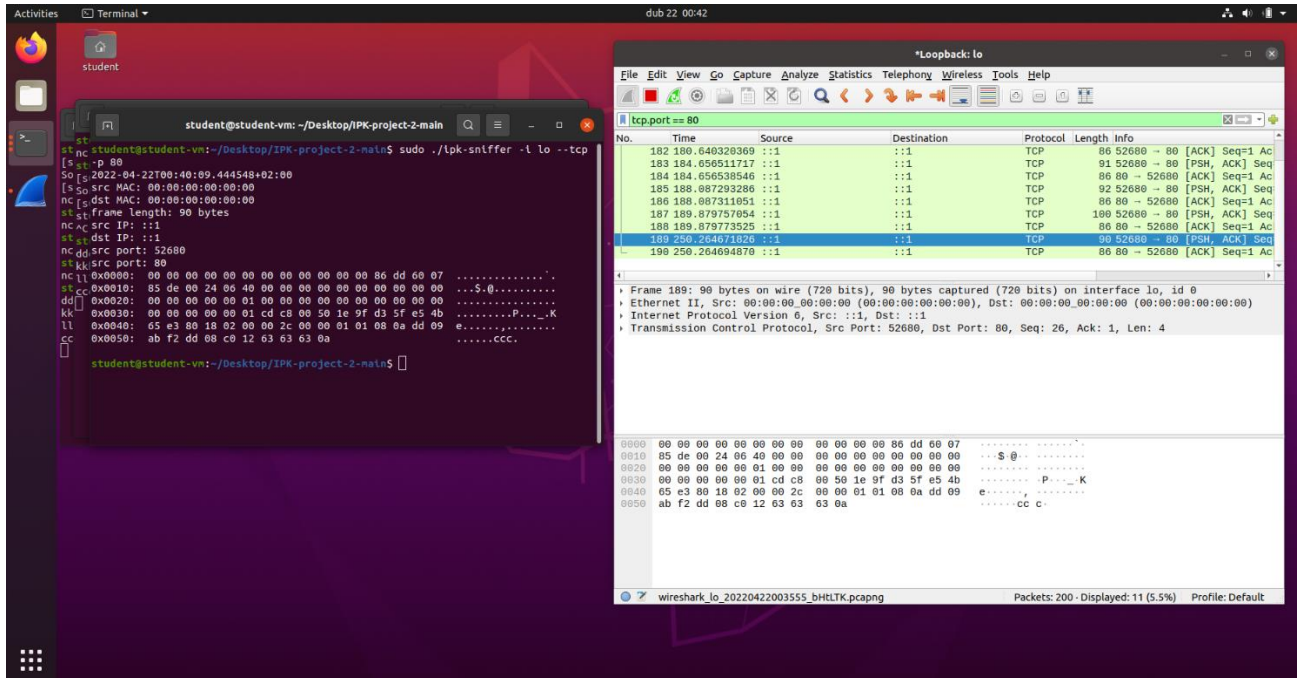 Activities
Terminal
dub 22 00:42
student
student@student-vm: ~/Desktop/IPK-project-2-main
student@student-vm:~/Desktop/IPK-project-2-main$ sudo ./ipk-sniffer -i lo --tcp
-p 80
2022-04-22T00:40:09.444548+02:00
src MAC: 00:00:00:00:00:00
dst MAC: 00:00:00:00:00:00
frame length: 90 bytes
src IP: ::1
dst IP: ::1
src port: 52680
dst port: 80
0x0000: 00 00 00 00 00 00 00 00 00 00 00 00 86 dd 60 07 ..............`.
0x0010: 85 de 00 24 06 40 00 00 00 00 00 00 00 00 00 00 ...$.@..........
0x0020: 00 00 00 00 00 01 00 00 00 00 00 00 00 00 00 00 ................
0x0030: 00 00 00 00 00 01 cd c8 00 50 1e 9f d3 5f e5 4b .........P..._.K
0x0040: 65 e3 80 18 02 00 00 2c 00 00 01 01 08 0a dd 09 e......,........
0x0050: ab f2 dd 08 c0 12 63 63 63 0a ......ccc.
student@student-vm:~/Desktop/IPK-project-2-main$
dd
kk
ll
cc
*Loopback: lo
File Edit View Go Capture Analyze Statistics Telephony Wireless Tools Help
tcp.port == 80
No. Time Source Destination Protocol Length Info
182 180.640320369 ::1 ::1 TCP 86 52680 → 80 [ACK] Seq=1 Ac
183 184.656511717 ::1 ::1 TCP 91 52680 → 80 [PSH, ACK] Seq
184 184.656538546 ::1 ::1 TCP 86 80 → 52680 [ACK] Seq=1 Ac
185 188.087293286 ::1 ::1 TCP 92 52680 → 80 [PSH, ACK] Seq
186 188.087311051 ::1 ::1 TCP 86 80 → 52680 [ACK] Seq=1 Ac
187 189.879757054 ::1 ::1 TCP 100 52680 → 80 [PSH, ACK] Seq
188 189.879773525 ::1 ::1 TCP 86 80 → 52680 [ACK] Seq=1 Ac
189 250.264671826 ::1 ::1 TCP 90 52680 → 80 [PSH, ACK] Seq
190 250.264694870 ::1 ::1 TCP 86 80 → 52680 [ACK] Seq=1 Ac
Frame 189: 90 bytes on wire (720 bits), 90 bytes captured (720 bits) on interface lo, id 0
Ethernet II, Src: 00:00:00_00:00:00 (00:00:00:00:00:00), Dst: 00:00:00_00:00:00 (00:00:00:00:00:00)
Internet Protocol Version 6, Src: ::1, Dst: ::1
Transmission Control Protocol, Src Port: 52680, Dst Port: 80, Seq: 26, Ack: 1, Len: 4
0000 00 00 00 00 00 00 00 00 00 00 00 00 86 dd 60 07 ········ ······`·
0010 85 de 00 24 06 40 00 00 00 00 00 00 00 00 00 00 ···$·@·· ········
0020 00 00 00 00 00 01 00 00 00 00 00 00 00 00 00 00 ········ ········
0030 00 00 00 00 00 01 cd c8 00 50 1e 9f d3 5f e5 4b ········ ·P···_·K
0040 65 e3 80 18 02 00 00 2c 00 00 01 01 08 0a dd 09 e······, ········
0050 ab f2 dd 08 c0 12 63 63 63 0a ······cc c·
wireshark_lo_20220422003555_bHtLTK.pcapng
Packets: 200 · Displayed: 11 (5.5%)
Profile: Default